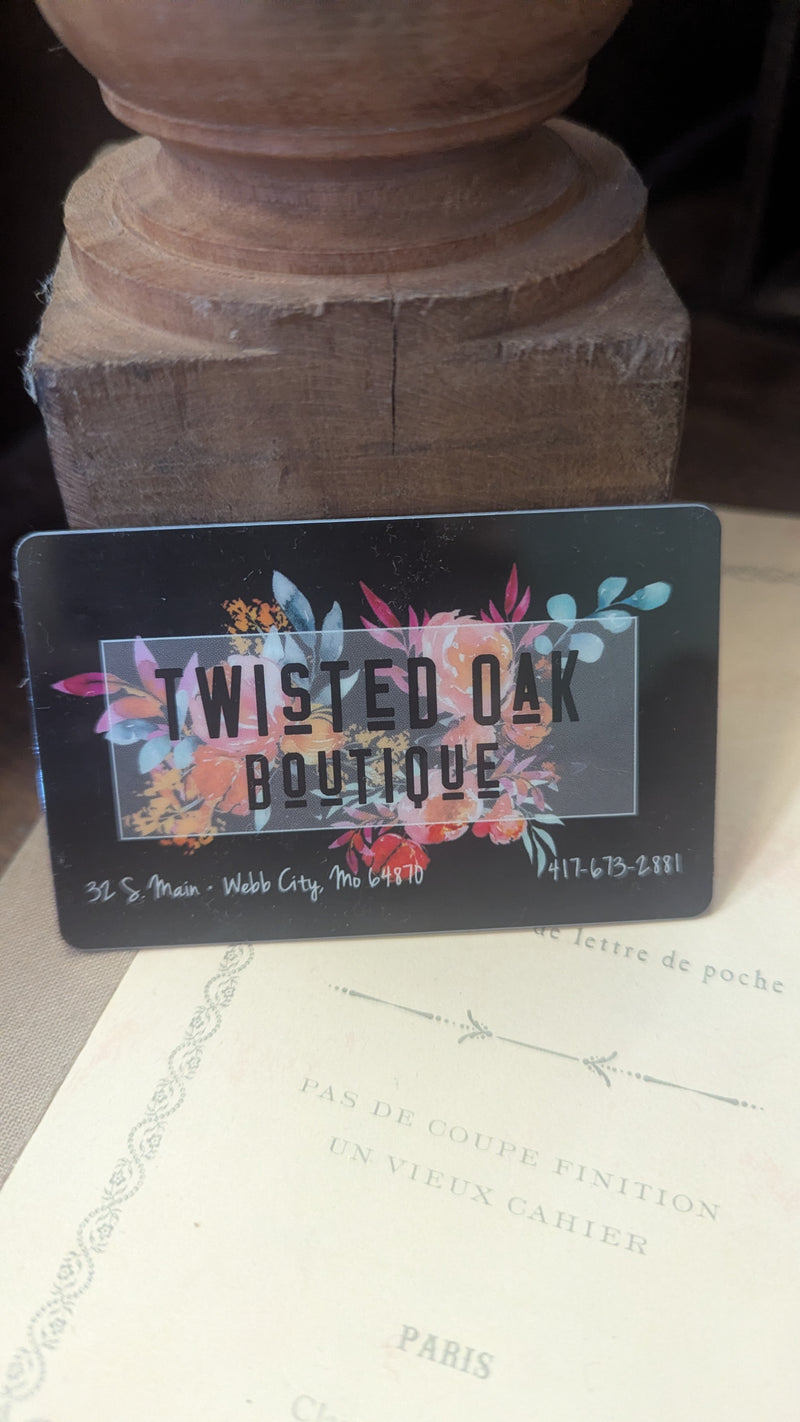 TWISTED OAK
BOUTIQUE
32 S. Main - Webb City, Mo 64870
417-673-2881
de lettre de poche
PAS DE COUPE FINITION
UN VIEUX CAHIER
PARIS